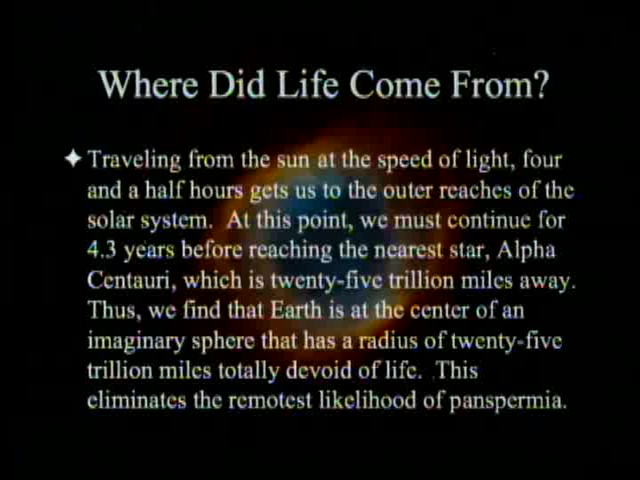 Where Did Life Come From?
Traveling from the sun at the speed of light, four
and a half hours gets us to the outer reaches of the
solar system. At this point, we must continue for
4.3 years before reaching the nearest star, Alpha
Centauri, which is twenty-five trillion miles away.
Thus, we find that Earth is at the center of an
imaginary sphere that has a radius of twenty-five
trillion miles totally devoid of life. This
eliminates the remotest likelihood of panspermia.